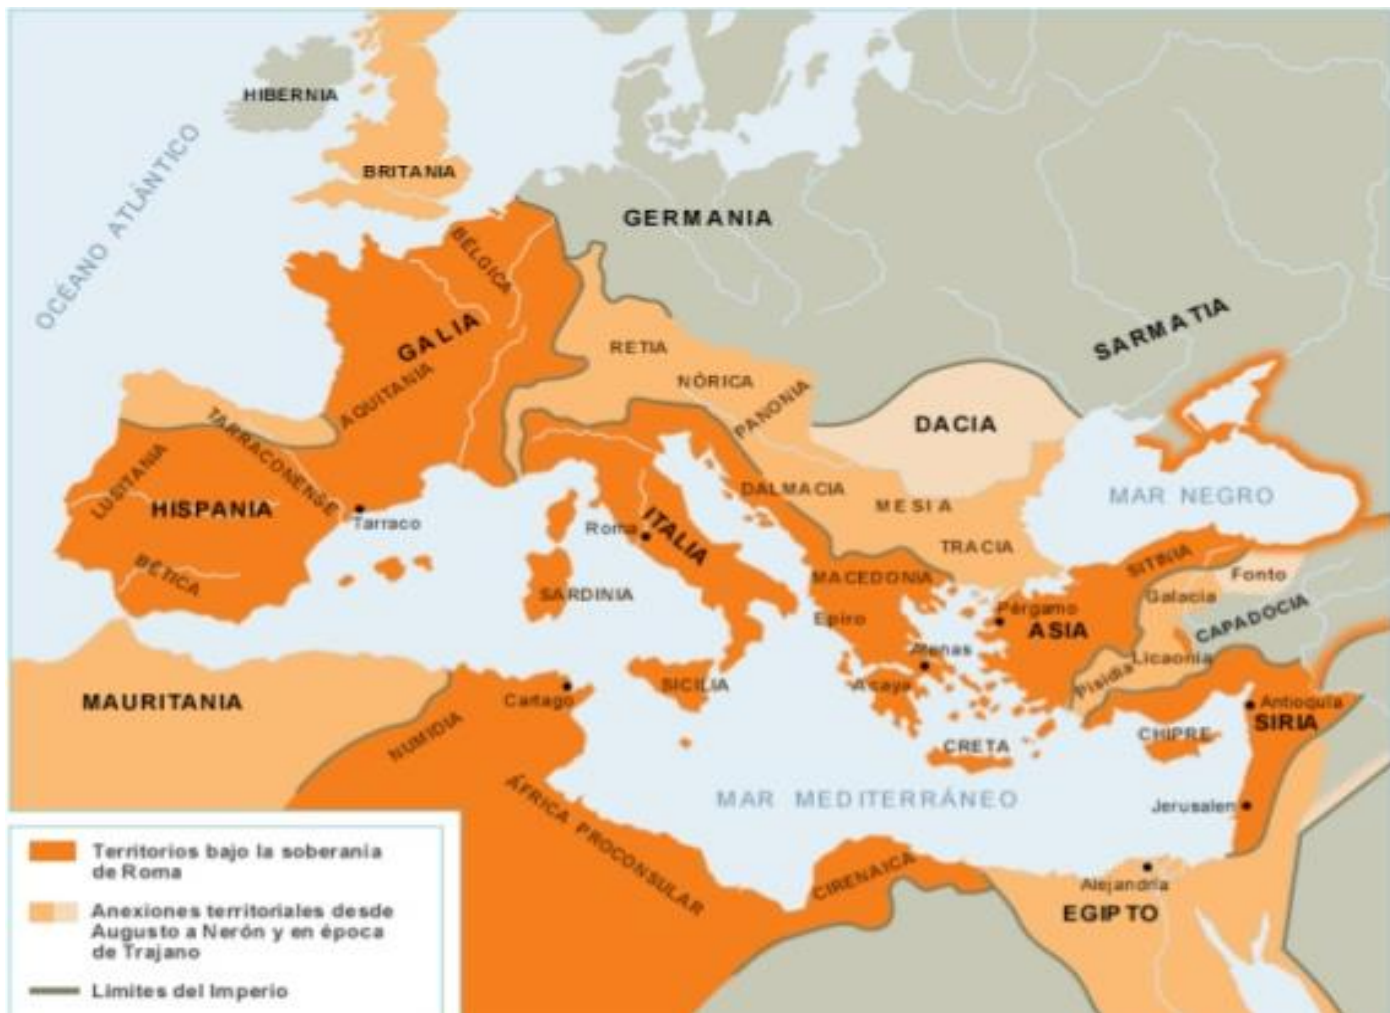 HIBERNIA
OCÉANO ATLÁNTICO
BRITANIA
GERMANIA
BÉLGICA
SARMATIA
GALIA
RETIA
NÓRICA
AQUITANIA
PANONIA
DACIA
TARRACONENSE
LUSITANIA
HISPANIA
Tarraco
DALMACIA
MESIA
MAR NEGRO
Roma
ITALIA
TRACIA
BÉTICA
SARDINIA
MACEDONIA
SITINIA
Fonto
Galacia
Pérgamo
ASIA
CAPADOCIA
Epiro
Atenas
Licaonia
Pisidia
MAURITANIA
Cartago
SICILIA
Acaya
Antioquía
SIRIA
NUMIDIA
CRETA
CHIPRE
MAR MEDITERRÁNEO
Jerusalen
ÁFRICA PROCONSULAR
CIRENAICA
Alejandría
EGIPTO
Territorios bajo la soberanía
de Roma
Anexiones territoriales desde
Augusto a Nerón y en época
de Trajano
Límites del Imperio